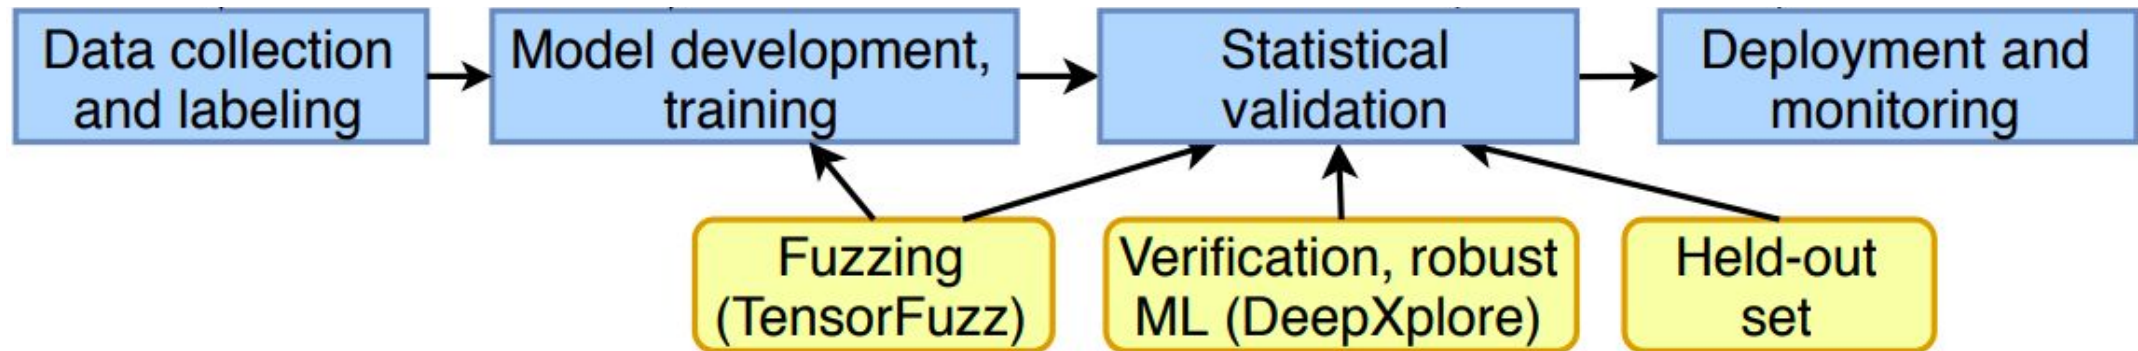 Data collection
and labeling
Model development,
training
Statistical
validation
Deployment and
monitoring
Fuzzing
(TensorFuzz)
Verification, robust
ML (DeepXplore)
Held-out
set